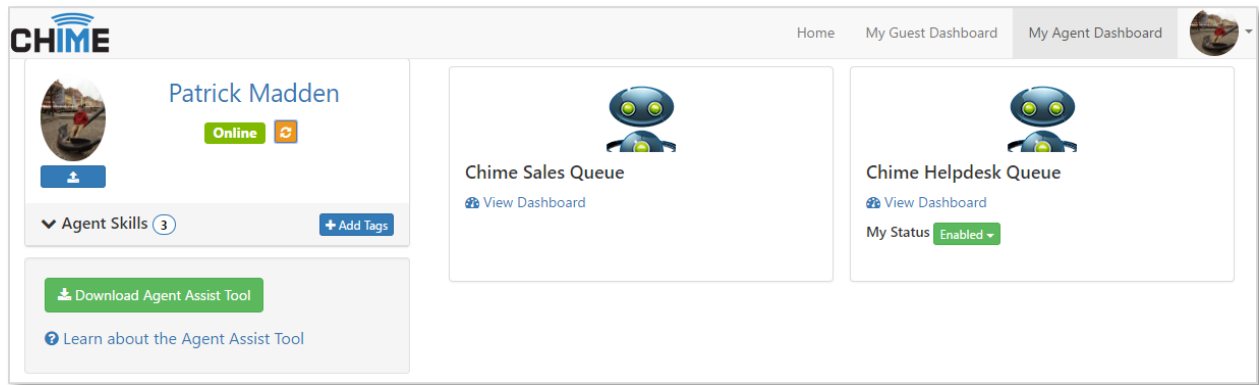 CHIME
Home My Guest Dashboard My Agent Dashboard
Patrick Madden
Online
Agent Skills 3
+ Add Tags
Download Agent Assist Tool
Learn about the Agent Assist Tool
Chime Sales Queue
View Dashboard
Chime Helpdesk Queue
View Dashboard
My Status Enabled